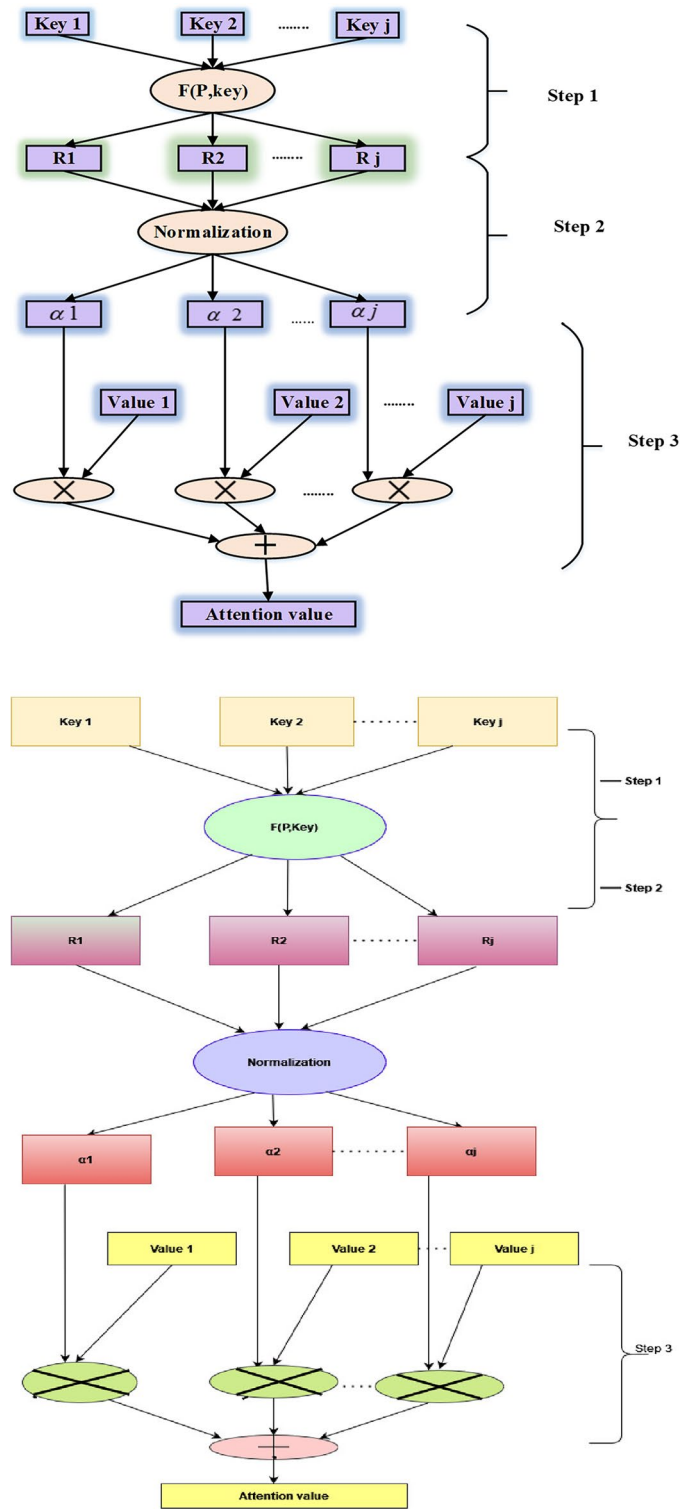 Key 1 Key 2 ........ Key j
F(P,key)
Step 1
R1 R2 ........ R j
Normalization
Step 2
α 1 α 2 ...... α j
Value 1 Value 2 ........ Value j
Step 3
× × ........ ×
+
Attention value
Key 1 Key 2 Key j
Step 1
F(P,Key)
Step 2
R1 R2 Rj
Normalization
α1 α2 αj
Value 1 Value 2 Value j
Step 3
Attention value